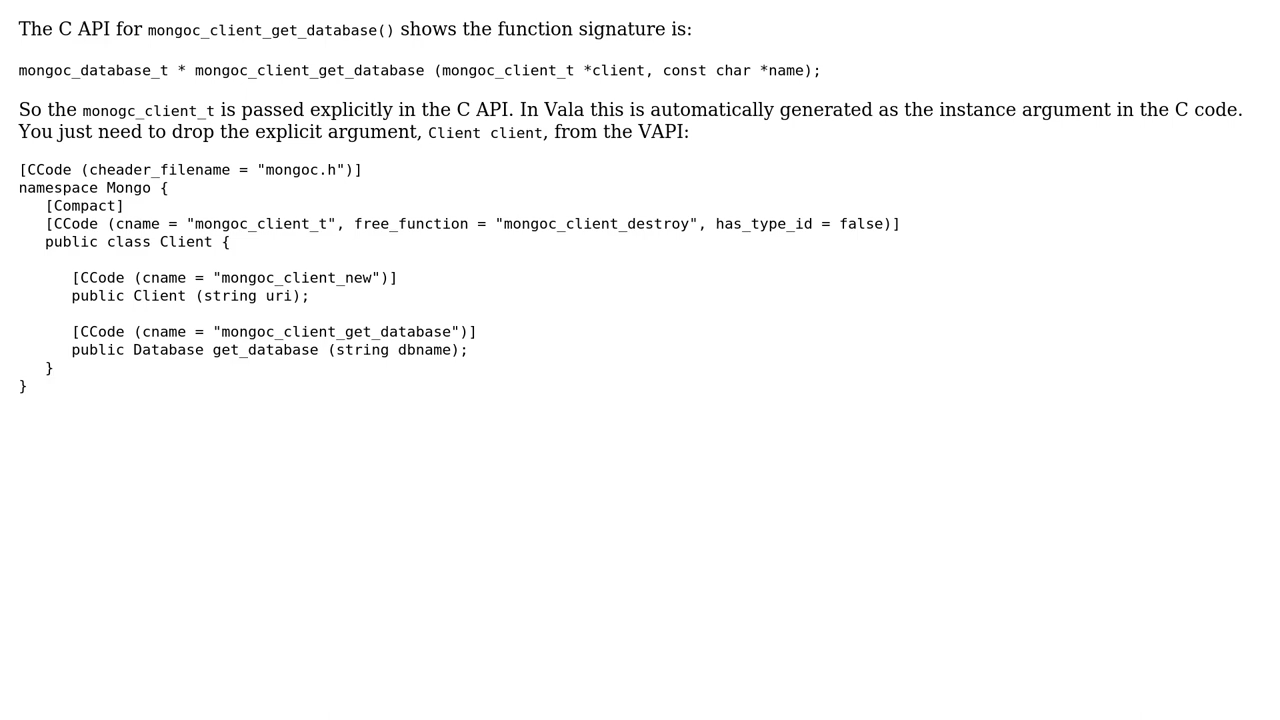 The C API for mongoc_client_get_database() shows the function signature is:
mongoc_database_t * mongoc_client_get_database (mongoc_client_t *client, const char *name);
So the monogc_client_t is passed explicitly in the C API. In Vala this is automatically generated as the instance argument in the C code.
You just need to drop the explicit argument, Client client, from the VAPI:
[CCode (cheader_filename = "mongoc.h")]
namespace Mongo {
   [Compact]
   [CCode (cname = "mongoc_client_t", free_function = "mongoc_client_destroy", has_type_id = false)]
   public class Client {
      [CCode (cname = "mongoc_client_new")]
      public Client (string uri);
      [CCode (cname = "mongoc_client_get_database")]
      public Database get_database (string dbname);
   }
}